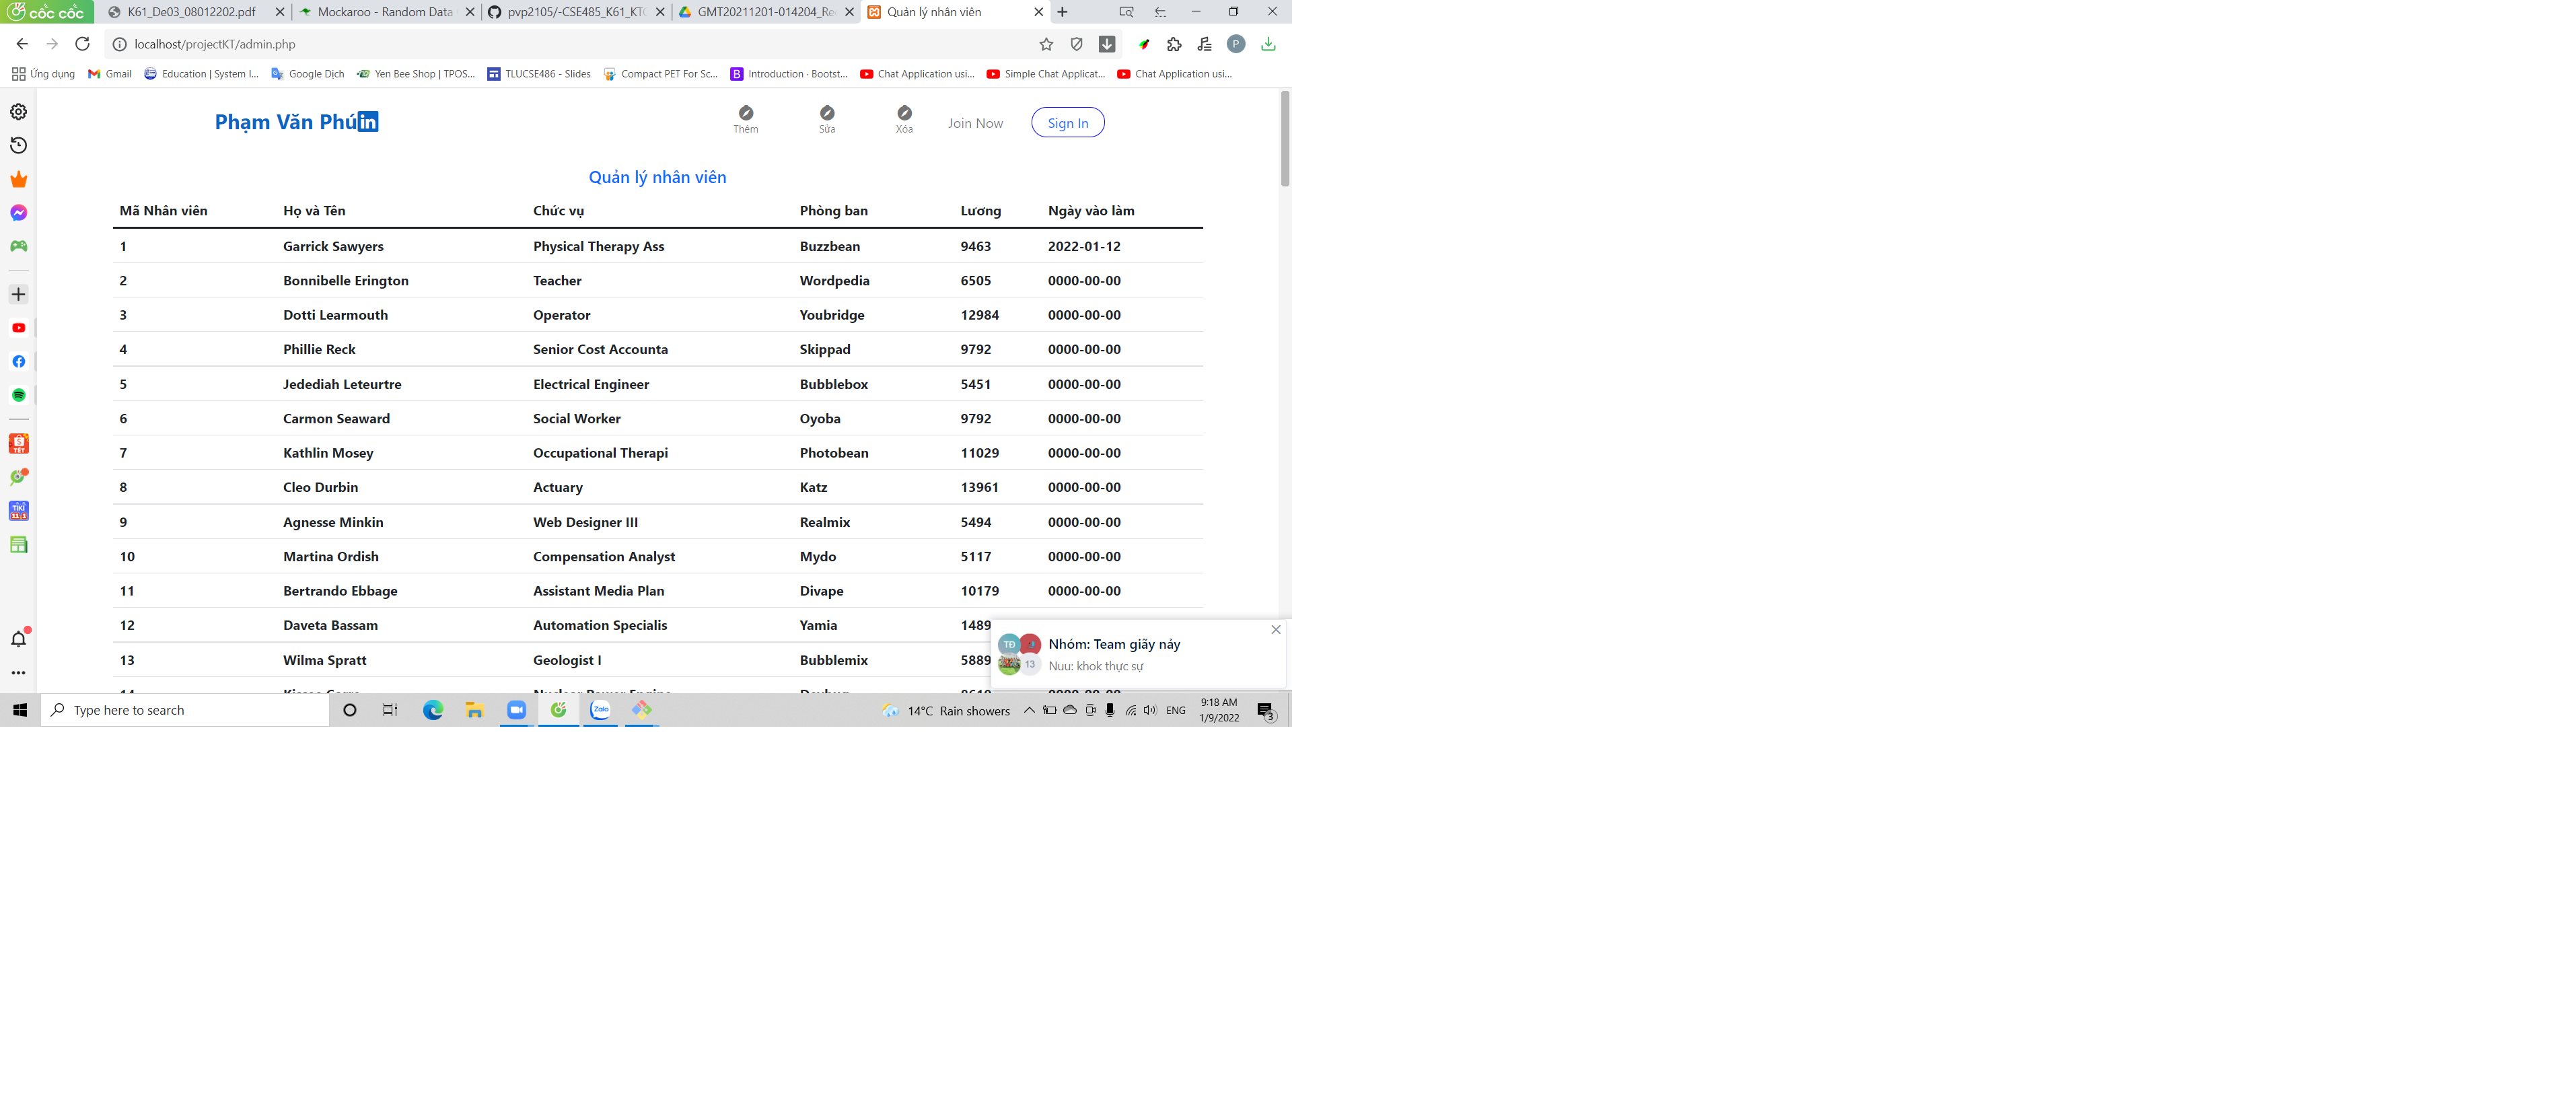 cốc cốc K61_De03_08012202.pdf Mockaroo - Random Data pvp2105/-CSE485_K61_KT GMT20211201-014204_Re Quản lý nhân viên
localhost/projectKT/admin.php P
Ứng dụng Gmail Education | System I... Google Dịch Yen Bee Shop | TPOS... TLUCSE486 - Slides Compact PET For Sc... Introduction · Bootst... Chat Application usi... Simple Chat Applicat... Chat Application usi...
Phạm Văn Phú in Thêm Sửa Xóa Join Now Sign In
Quản lý nhân viên
Mã Nhân viên Họ và Tên Chức vụ Phòng ban Lương Ngày vào làm
1 Garrick Sawyers Physical Therapy Ass Buzzbean 9463 2022-01-12
2 Bonnibelle Erington Teacher Wordpedia 6505 0000-00-00
3 Dotti Learmouth Operator Youbridge 12984 0000-00-00
4 Phillie Reck Senior Cost Accounta Skippad 9792 0000-00-00
5 Jedediah Leteurtre Electrical Engineer Bubblebox 5451 0000-00-00
6 Carmon Seaward Social Worker Oyoba 9792 0000-00-00
7 Kathlin Mosey Occupational Therapi Photobean 11029 0000-00-00
8 Cleo Durbin Actuary Katz 13961 0000-00-00
9 Agnesse Minkin Web Designer III Realmix 5494 0000-00-00
10 Martina Ordish Compensation Analyst Mydo 5117 0000-00-00
11 Bertrando Ebbage Assistant Media Plan Divape 10179 0000-00-00
12 Daveta Bassam Automation Specialis Yamia 1489
13 Wilma Spratt Geologist I Bubblemix 5889
TĐ 13 Nhóm: Team giãy nảy
Nuu: khok thực sự
Type here to search Zalo 14°C Rain showers ENG 9:18 AM
1/9/2022 3